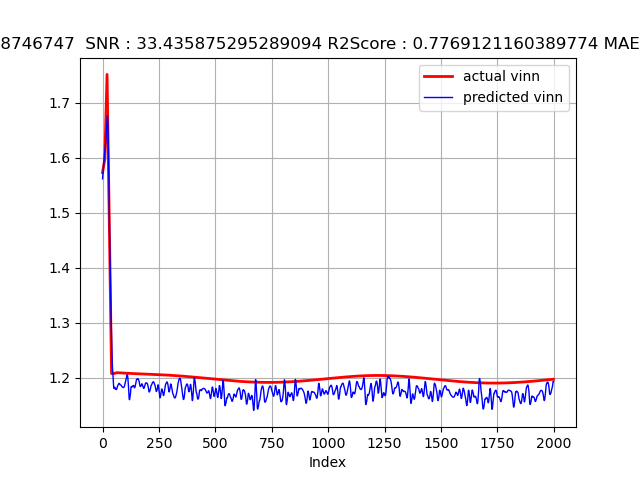 8746747 SNR : 33.435875295289094 R2Score : 0.7769121160389774 MAE
actual vinn
predicted vinn
1.7
1.6
1.5
1.4
1.3
1.2
0 250 500 750 1000 1250 1500 1750 2000
Index